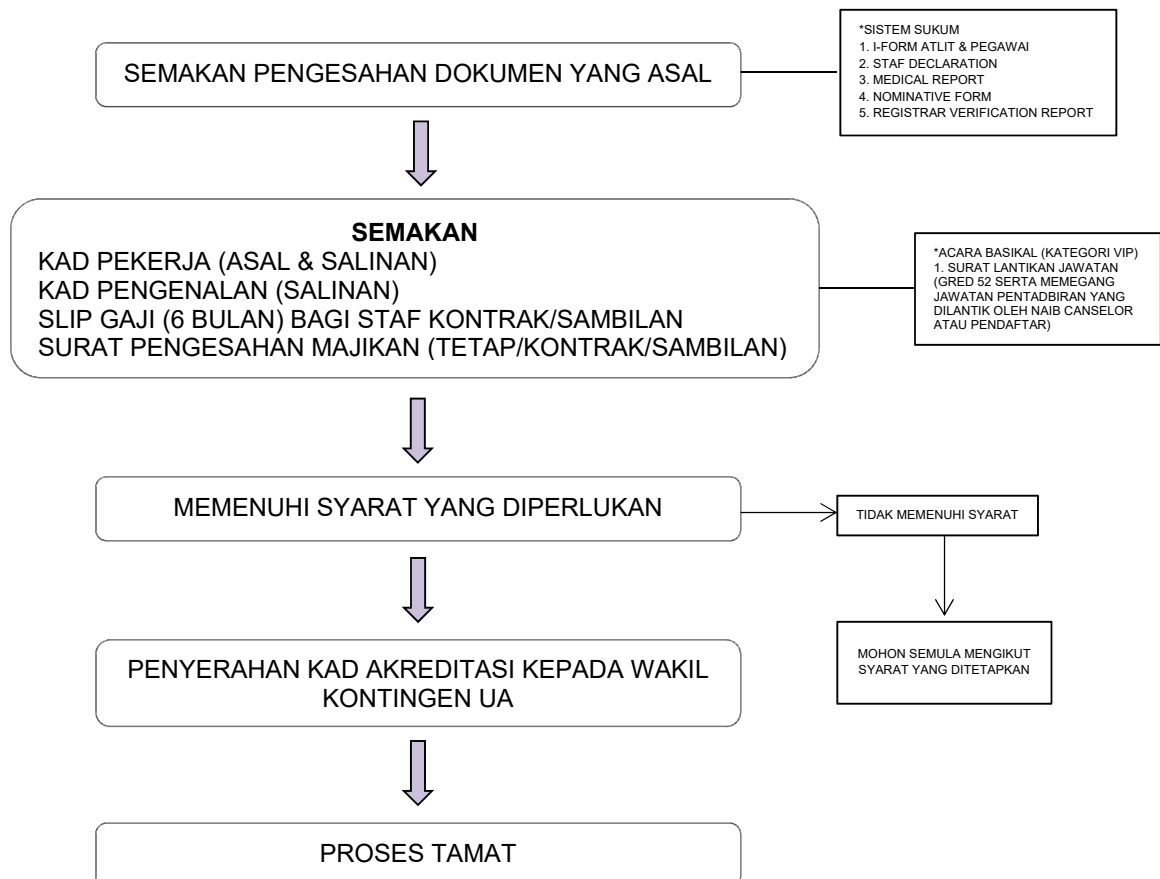 SEMAKAN PENGESAHAN DOKUMEN YANG ASAL
*SISTEM SUKUM
1. I-FORM ATLIT & PEGAWAI
2. STAF DECLARATION
3. MEDICAL REPORT
4. NOMINATIVE FORM
5. REGISTRAR VERIFICATION REPORT
SEMAKAN
KAD PEKERJA (ASAL & SALINAN)
KAD PENGENALAN (SALINAN)
SLIP GAJI (6 BULAN) BAGI STAF KONTRAK/SAMBILAN
SURAT PENGESAHAN MAJIKAN (TETAP/KONTRAK/SAMBILAN)
*ACARA BASIKAL (KATEGORI VIP)
1. SURAT LANTIKAN JAWATAN
(GRED 52 SERTA MEMEGANG
JAWATAN PENTADBIRAN YANG
DILANTIK OLEH NAIB CANSELOR
ATAU PENDAFTAR)
MEMENUHI SYARAT YANG DIPERLUKAN
TIDAK MEMENUHI SYARAT
MOHON SEMULA MENGIKUT
SYARAT YANG DITETAPKAN
PENYERAHAN KAD AKREDITASI KEPADA WAKIL
KONTINGEN UA
PROSES TAMAT